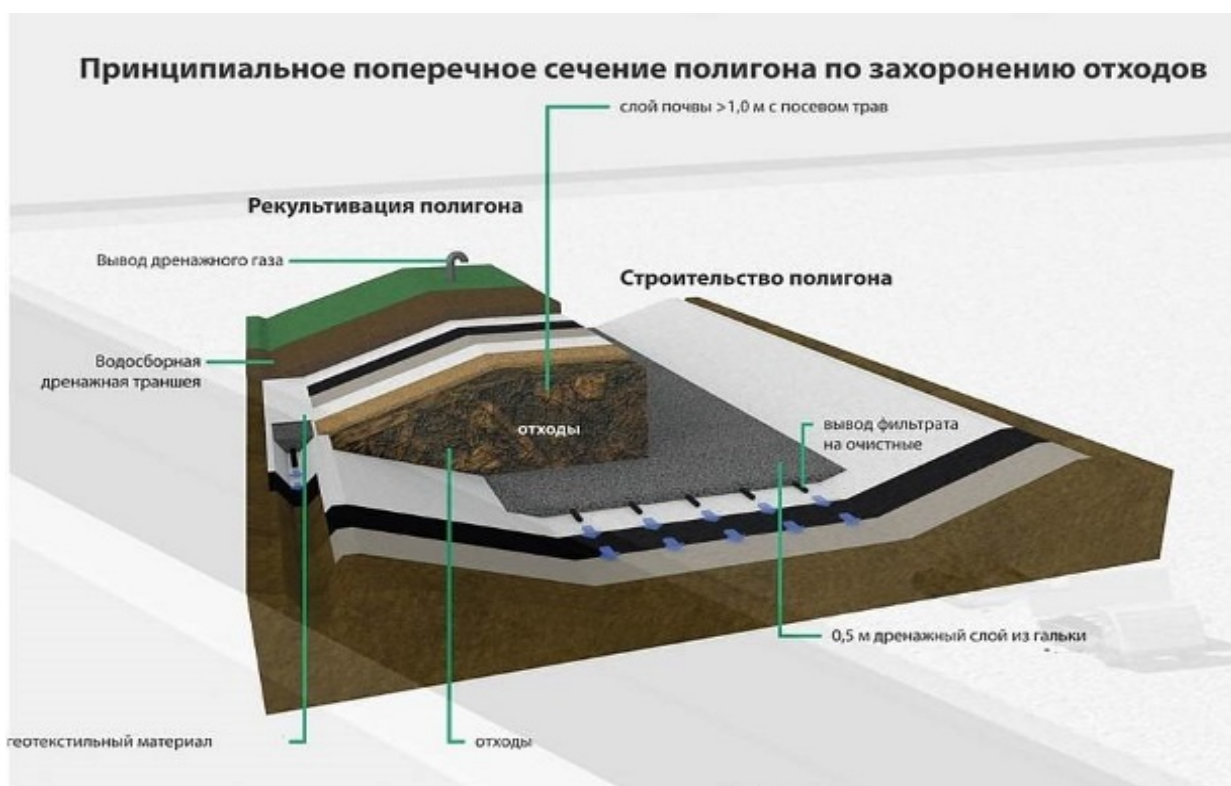 Принципиальное поперечное сечение полигона по захоронению отходов
слой почвы >1,0 м с посевом трав
Рекультивация полигона
Вывод дренажного газа
Строительство полигона
Водосборная
дренажная траншея
отходы
вывод фильтрата
на очистные
0,5 м дренажный слой из гальки
геотекстильный материал
отходы